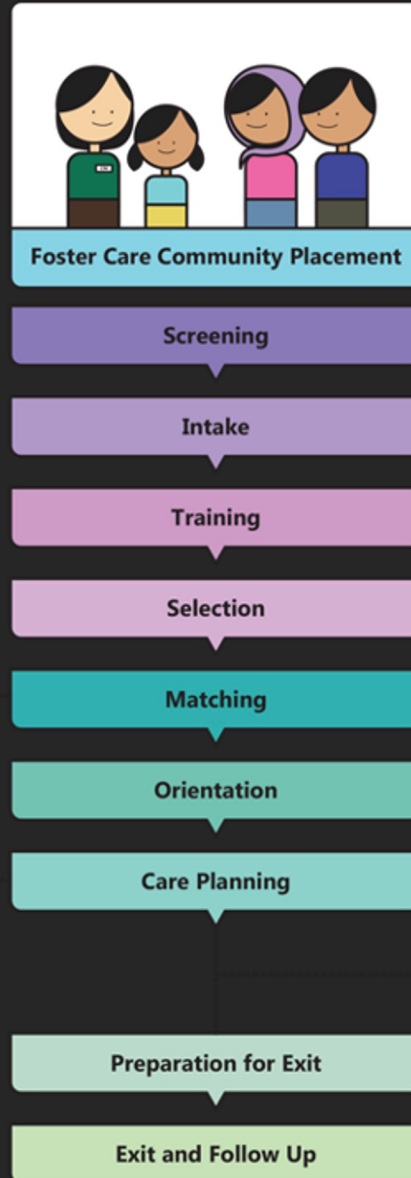 Foster Care Community Placement
Screening
Intake
Training
Selection
Matching
Orientation
Care Planning
Preparation for Exit
Exit and Follow Up